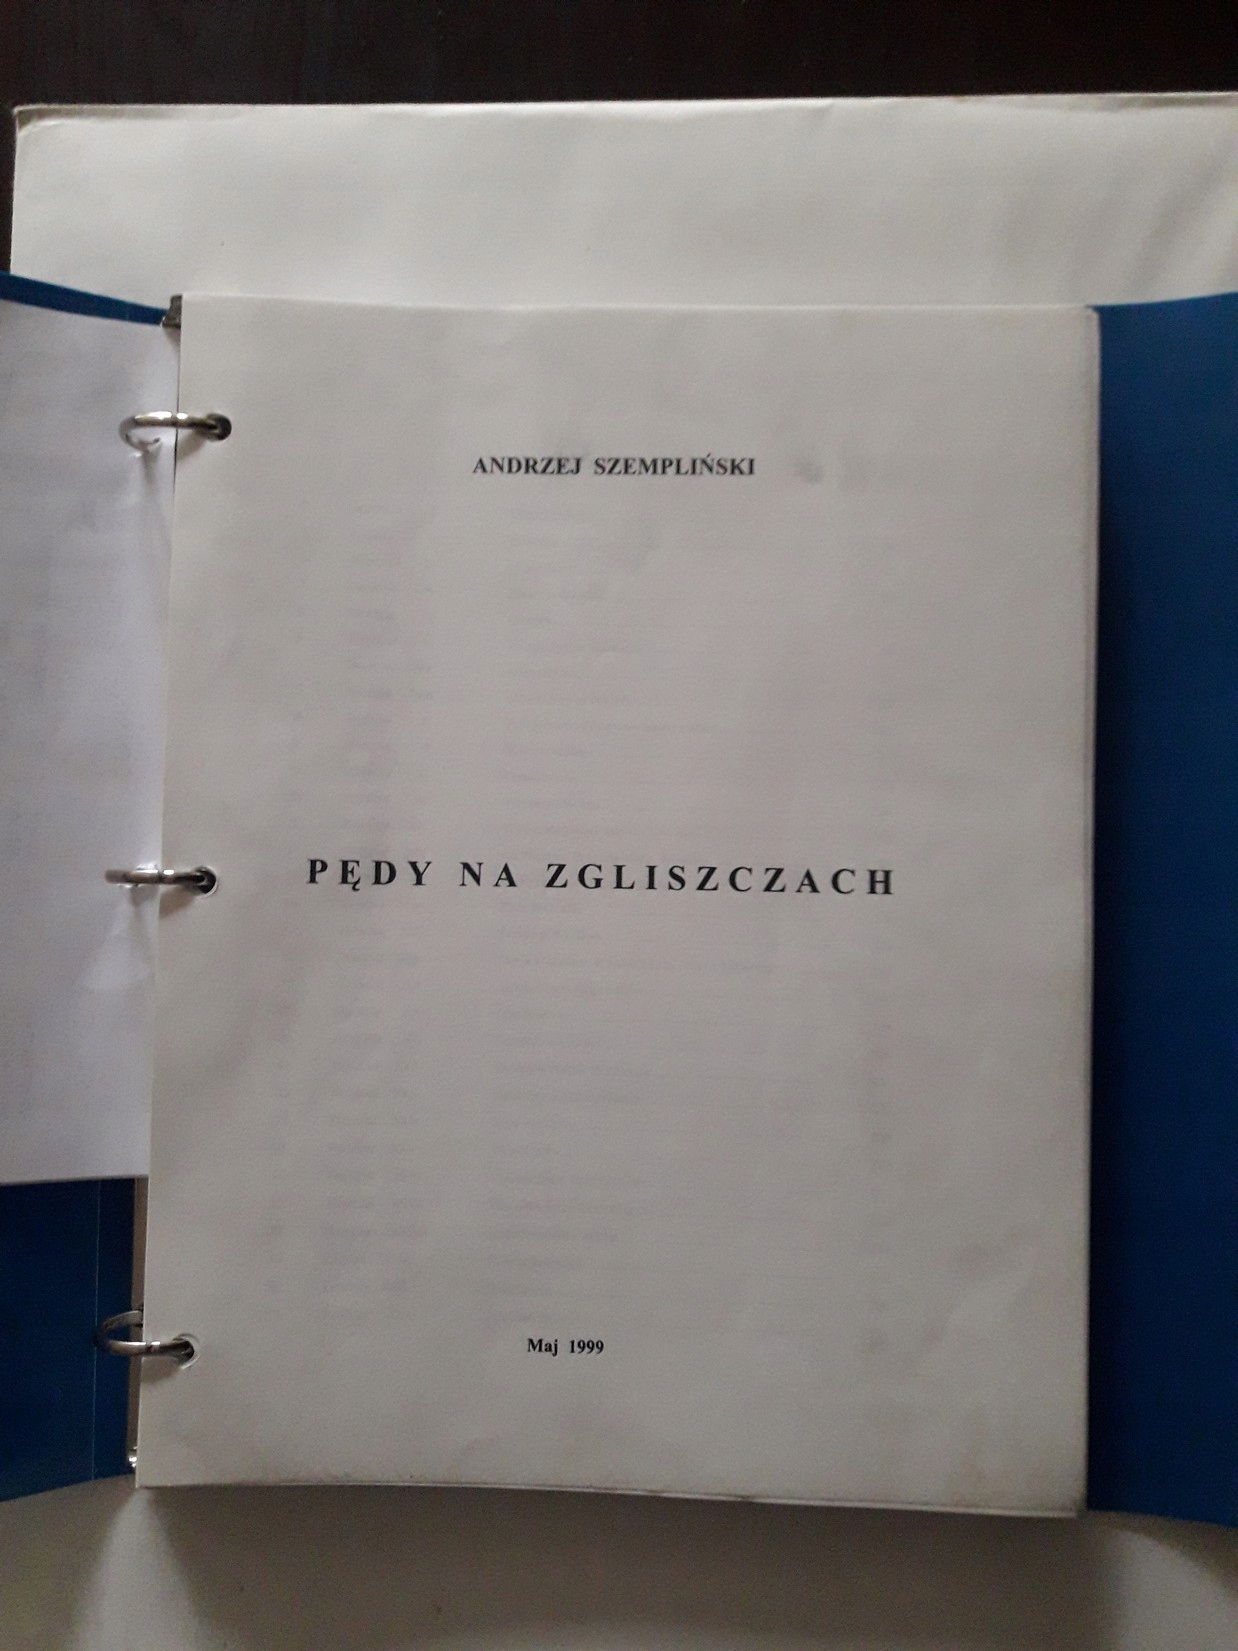 ANDRZEJ SZEMPLIŃSKI
PĘDY NA ZGLISZCZACH
Maj 1999